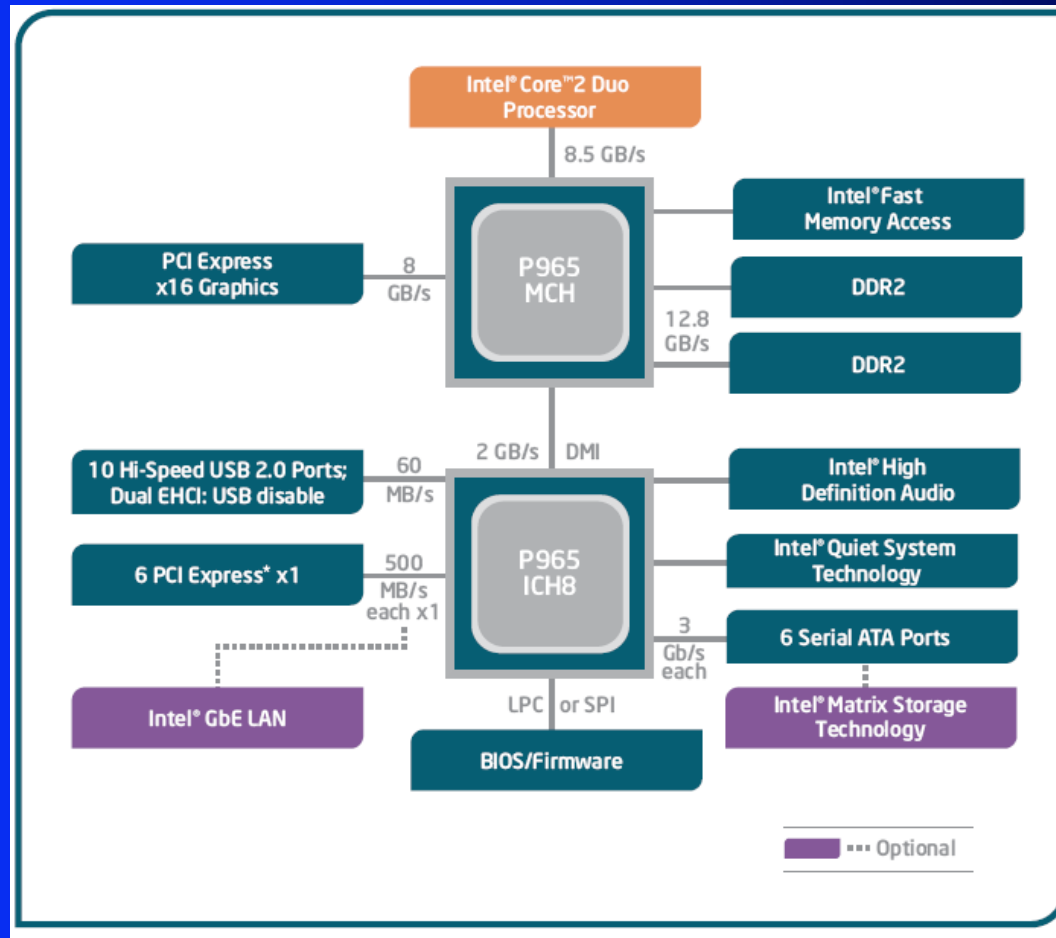 Intel® Core™2 Duo
Processor
8.5 GB/s
Intel® Fast
Memory Access
PCI Express
x16 Graphics
8
GB/s
P965
MCH
DDR2
12.8
GB/s
DDR2
2 GB/s DMI
10 Hi-Speed USB 2.0 Ports;
Dual EHCI: USB disable
60
MB/s
Intel® High
Definition Audio
6 PCI Express* x1
500
MB/s
each x1
P965
ICH8
Intel® Quiet System
Technology
3
Gb/s
each
6 Serial ATA Ports
Intel® GbE LAN
LPC or SPI
Intel® Matrix Storage
Technology
BIOS/Firmware
Optional